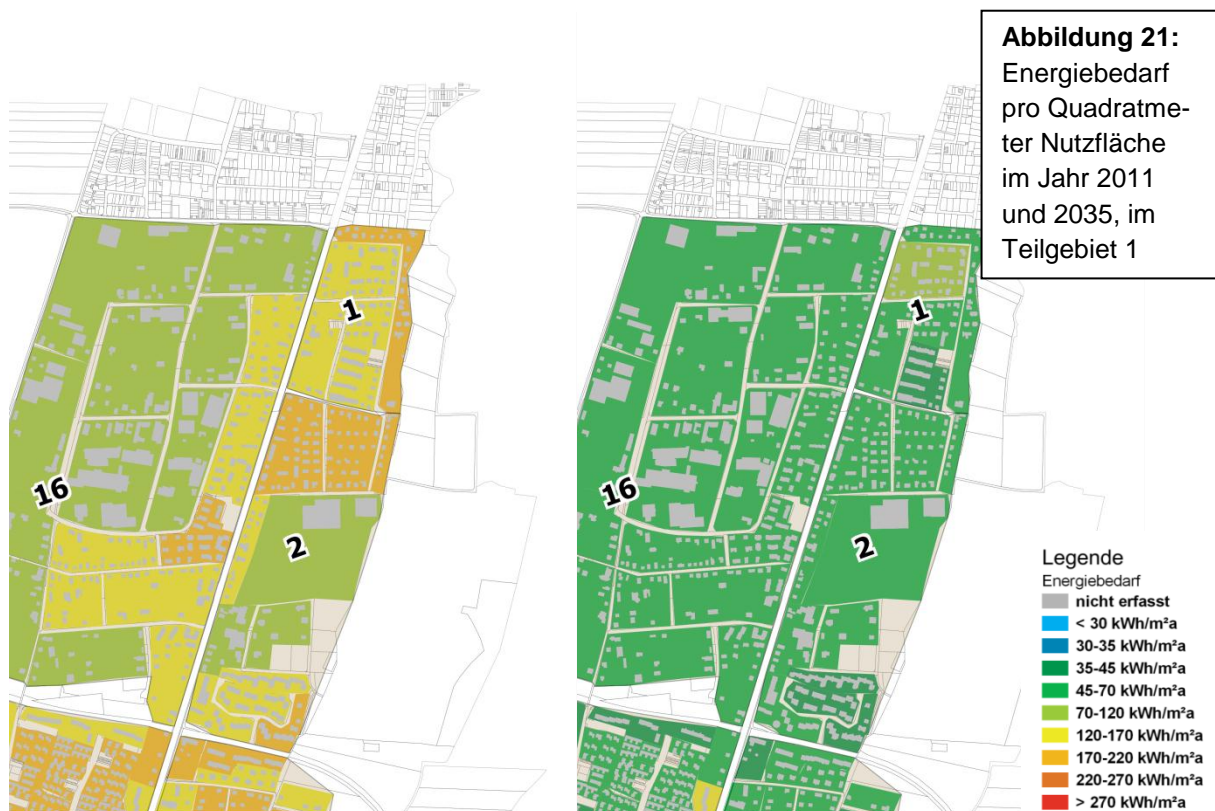 Abbildung 21:
Energiebedarf
pro Quadratme-
ter Nutzfläche
im Jahr 2011
und 2035, im
Teilgebiet 1
1
16
2
1
16
2
Legende
Energiebedarf
nicht erfasst
< 30 kWh/m²a
30-35 kWh/m²a
35-45 kWh/m²a
45-70 kWh/m²a
70-120 kWh/m²a
120-170 kWh/m²a
170-220 kWh/m²a
220-270 kWh/m²a
> 270 kWh/m²a